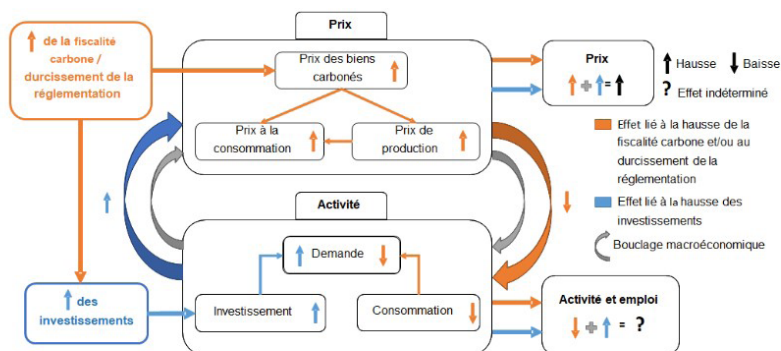 Prix
de la fiscalité
carbone /
durcissement de la
réglementation
Prix des biens
carbonés
Prix à la
consommation
Prix de
production
Prix
+ = 
Hausse
Baisse
? Effet indéterminé
Effet lié à la hausse de la
fiscalité carbone et/ou au
durcissement de la
réglementation
Effet lié à la hausse des
investissements
Bouclage macroéconomique
Activité
Demande
Investissement
Consommation
des
investissements
Activité et emploi
+ = ?